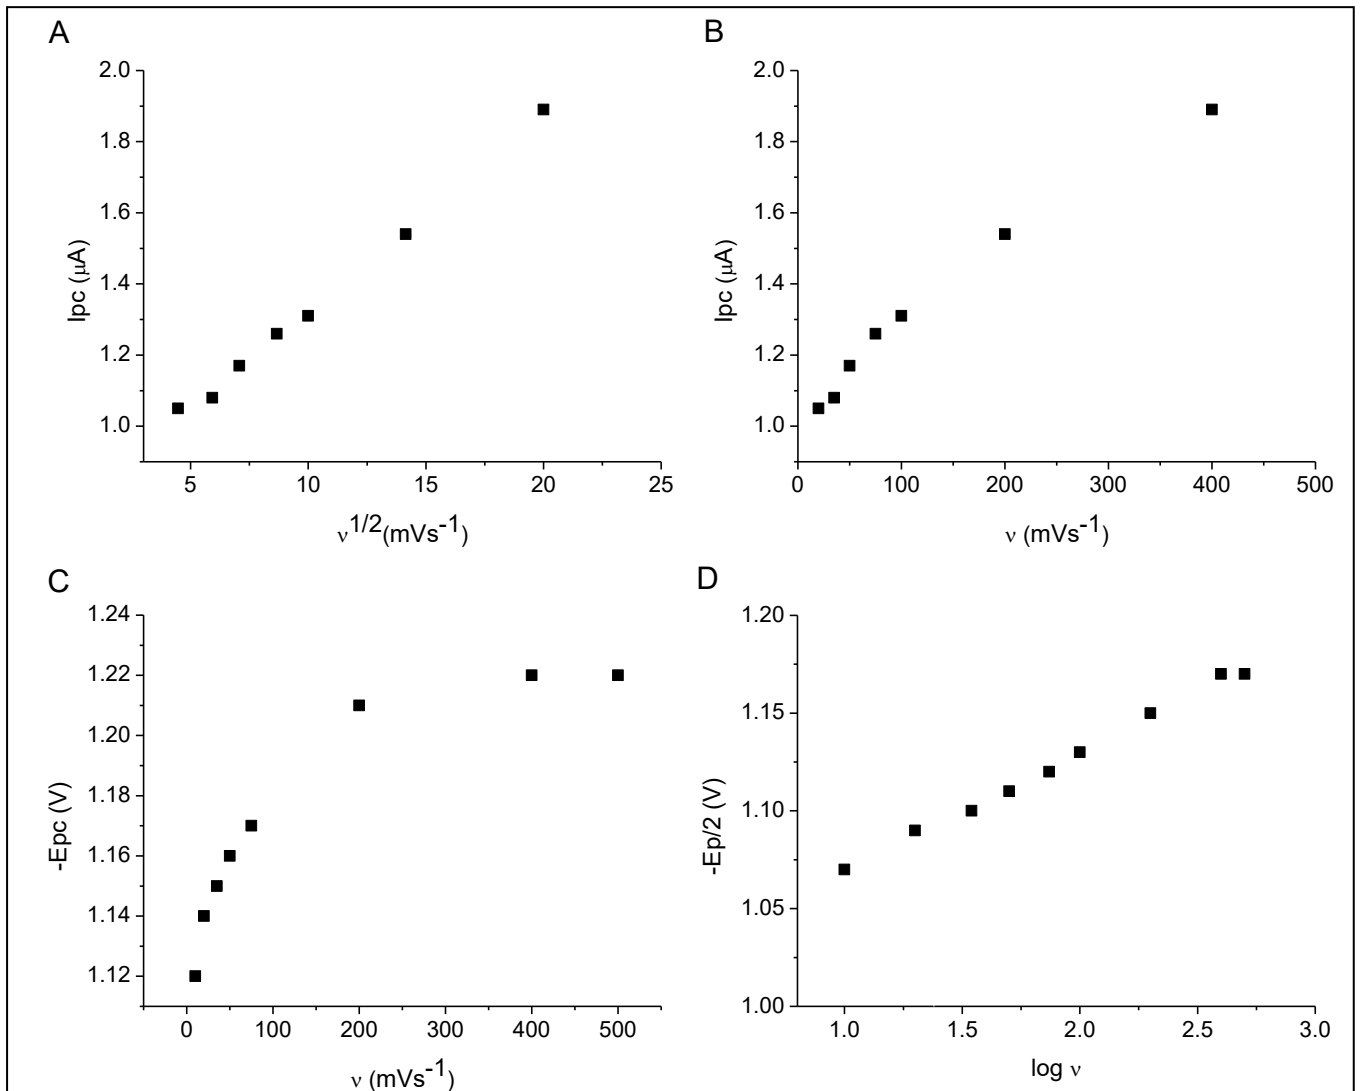 A
2.0
1.8
1.6
1.4
1.2
1.0
Ipc (μA)
5 10 15 20 25
ν1/2(mVs-1)
B
2.0
1.8
1.6
1.4
1.2
1.0
Ipc (μA)
0 100 200 300 400 500
ν (mVs-1)
C
1.24
1.22
1.20
1.18
1.16
1.14
1.12
-Epc (V)
0 100 200 300 400 500
ν (mVs-1)
D
1.20
1.15
1.10
1.05
1.00
-Ep/2 (V)
1.0 1.5 2.0 2.5 3.0
log ν